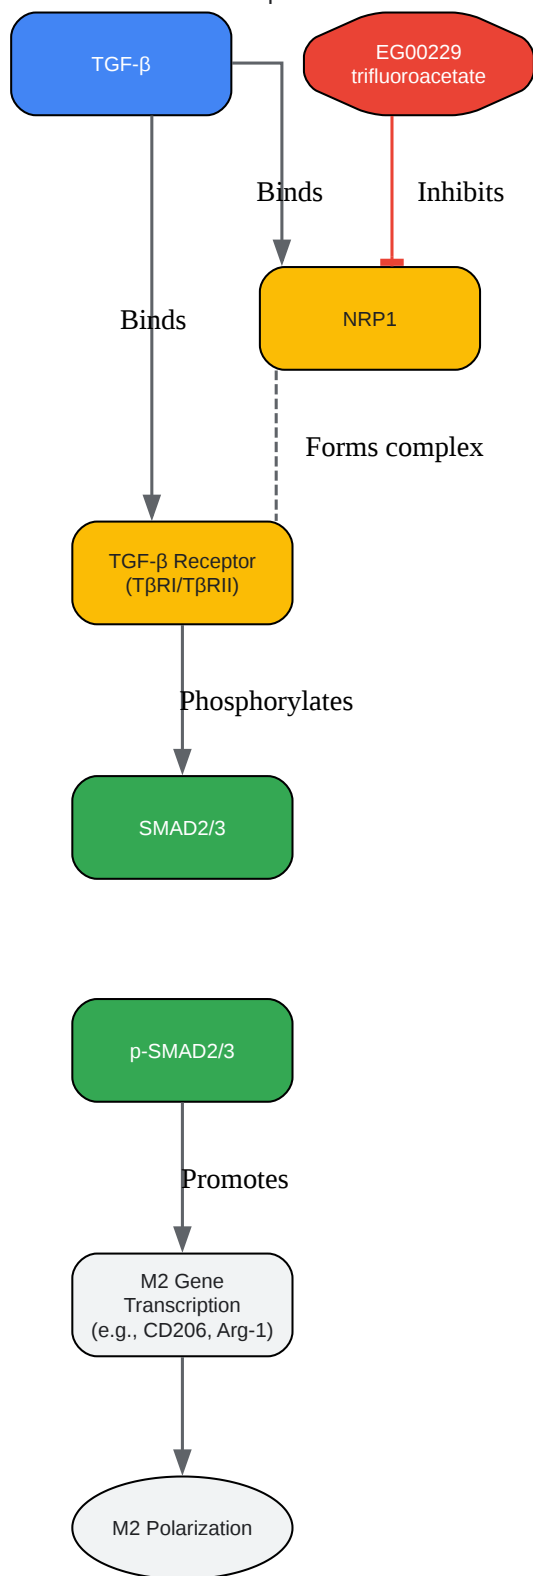 TGF-β
EG00229
trifluoroacetate
Binds
Inhibits
NRP1
Binds
Forms complex
TGF-β Receptor
(TβRI/TβRII)
Phosphorylates
SMAD2/3
p-SMAD2/3
Promotes
M2 Gene
Transcription
(e.g., CD206, Arg-1)
M2 Polarization